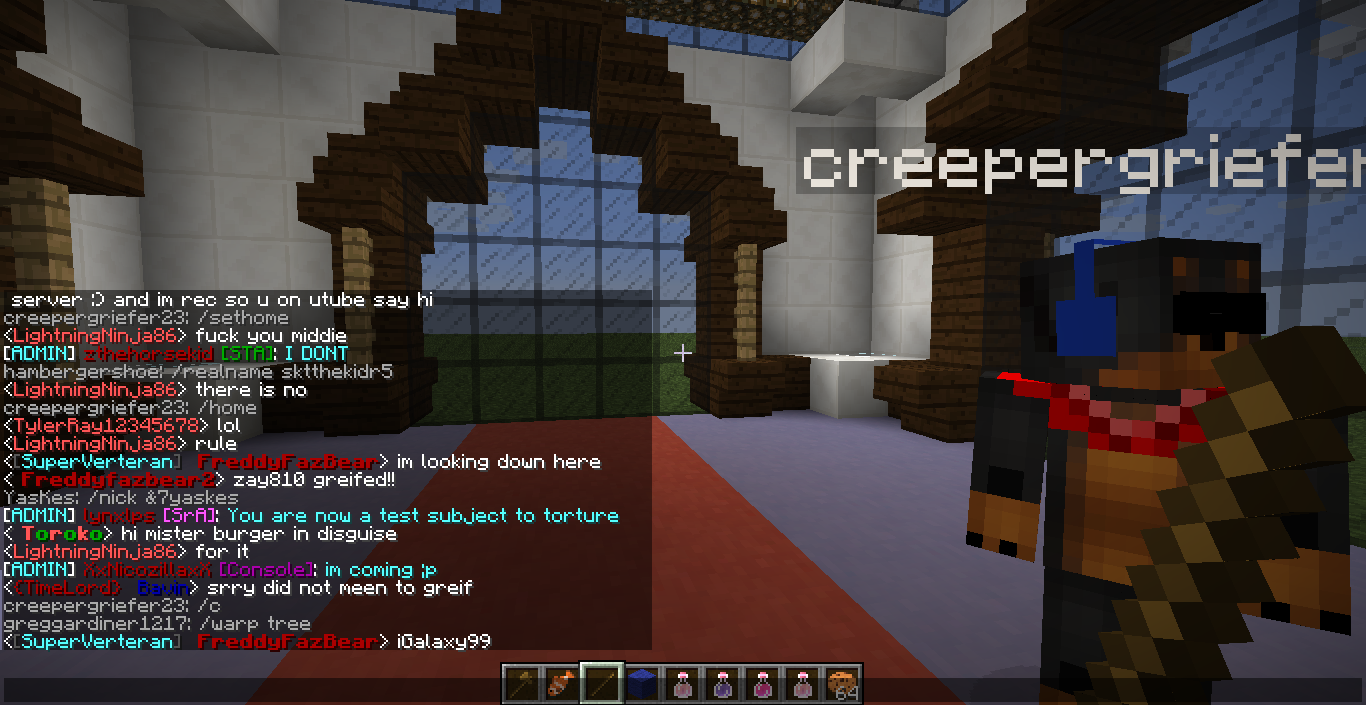 server :) and im rec so u on utube say hi
creepergriefer23: /sethome
<LightningNinja86> fuck you middie
[ADMIN] zthehorsekid [STA]: I DONT
hambergershoe: /realname sktthekidr5
<LightningNinja86> there is no
creepergriefer23: /home
<TylerRay12345678> lol
<LightningNinja86> rule
<[SuperVerteran] FreddyFazBear> im looking down here
< Freddyfazbear2> zay810 greifed!!
YasKes: /nick &7yaskes
[ADMIN] lynxlps [SrA]: You are now a test subject to torture
< Toroko> hi mister burger in disguise
<LightningNinja86> for it
[ADMIN] XxNicozillaxX [Console]: im coming ;p
<{TimeLord} Bavin> srry did not meen to greif
creepergriefer23: /c
greggardiner1217: /warp tree
<[SuperVerteran] FreddyFazBear> iGalaxy99
creepergriefer
64